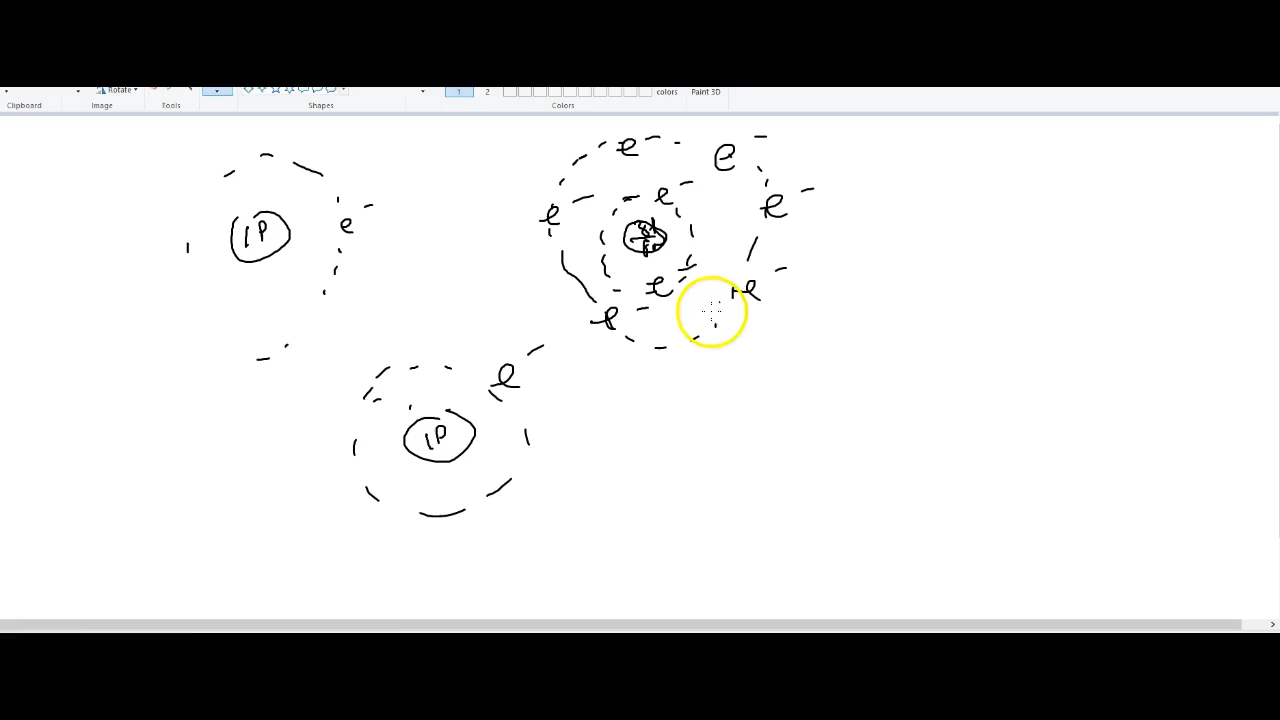 Rotate
1 2 colors Paint 3D
Clipboard Image Tools Shapes Colors
e⁻ e⁻
e⁻ e⁻ e⁻
1P e⁻
e⁻ e⁻
e⁻
e⁻
1P